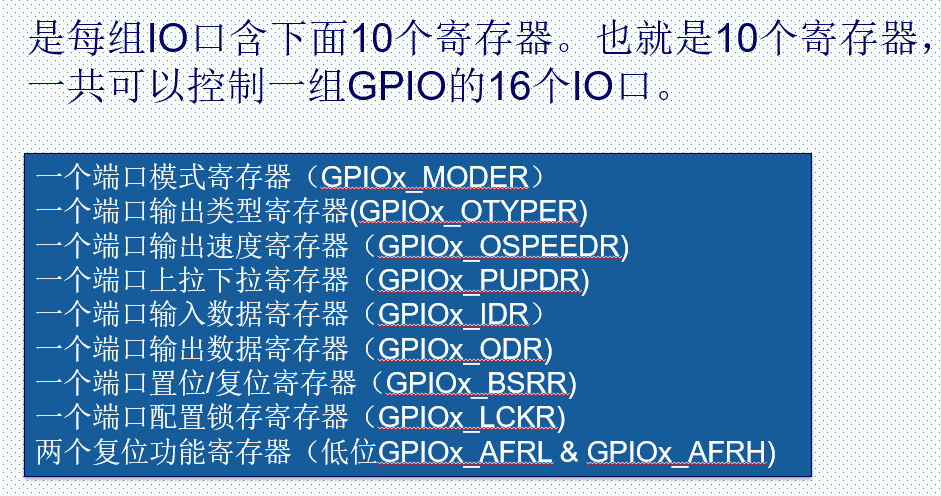 是每组IO口含下面10个寄存器。也就是10个寄存器，
一共可以控制一组GPIO的16个IO口。
一个端口模式寄存器（GPIOx_MODER）
一个端口输出类型寄存器(GPIOx_OTYPER)
一个端口输出速度寄存器（GPIOx_OSPEEDR)
一个端口上拉下拉寄存器（GPIOx_PUPDR)
一个端口输入数据寄存器（GPIOx_IDR）
一个端口输出数据寄存器（GPIOx_ODR)
一个端口置位/复位寄存器（GPIOx_BSRR)
一个端口配置锁存寄存器（GPIOx_LCKR)
两个复位功能寄存器（低位GPIOx_AFRL & GPIOx_AFRH)